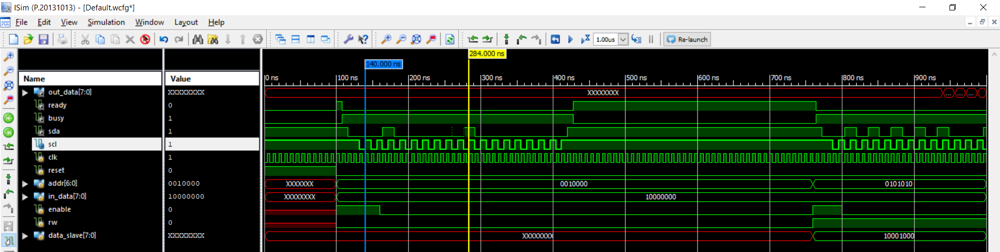 ISim (P.20131013) - [Default.wcfg*]
File Edit View Simulation Window Layout Help
1.00us Re-launch
284.000 ns
140.000 ns
Name Value 0 ns 100 ns 200 ns 300 ns 400 ns 500 ns 600 ns 700 ns 800 ns 900 ns
out_data[7:0] XXXXXXXX XXXXXXXX ... ... ...
ready 0
busy 1
sda 1
scl 1
clk 1
reset 0
addr[6:0] 0010000 XXXXXXX 0010000 0101010
in_data[7:0] 10000000 XXXXXXXX 10000000
enable 0
rw 0
data_slave[7:0] XXXXXXXX XXXXXXXX 10001000